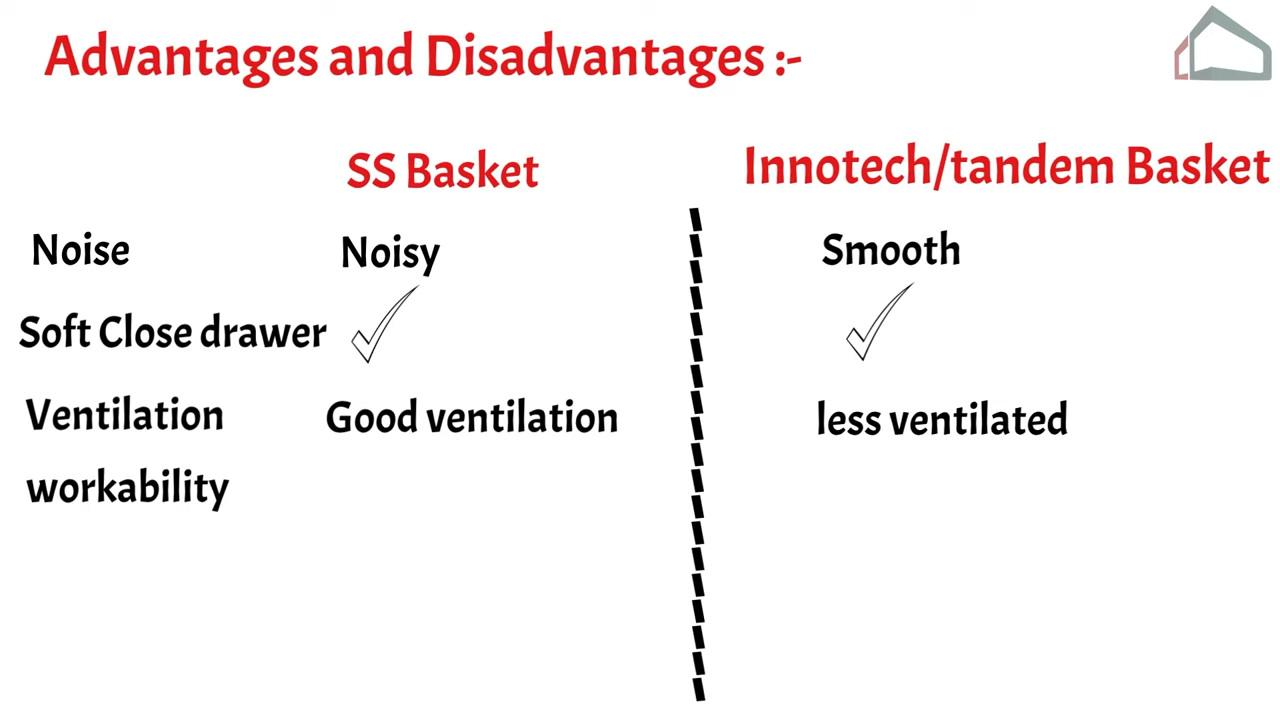 Advantages and Disadvantages :-
SS Basket Innotech/tandem Basket
Noise Noisy Smooth
Soft Close drawer
Ventilation Good ventilation less ventilated
workability